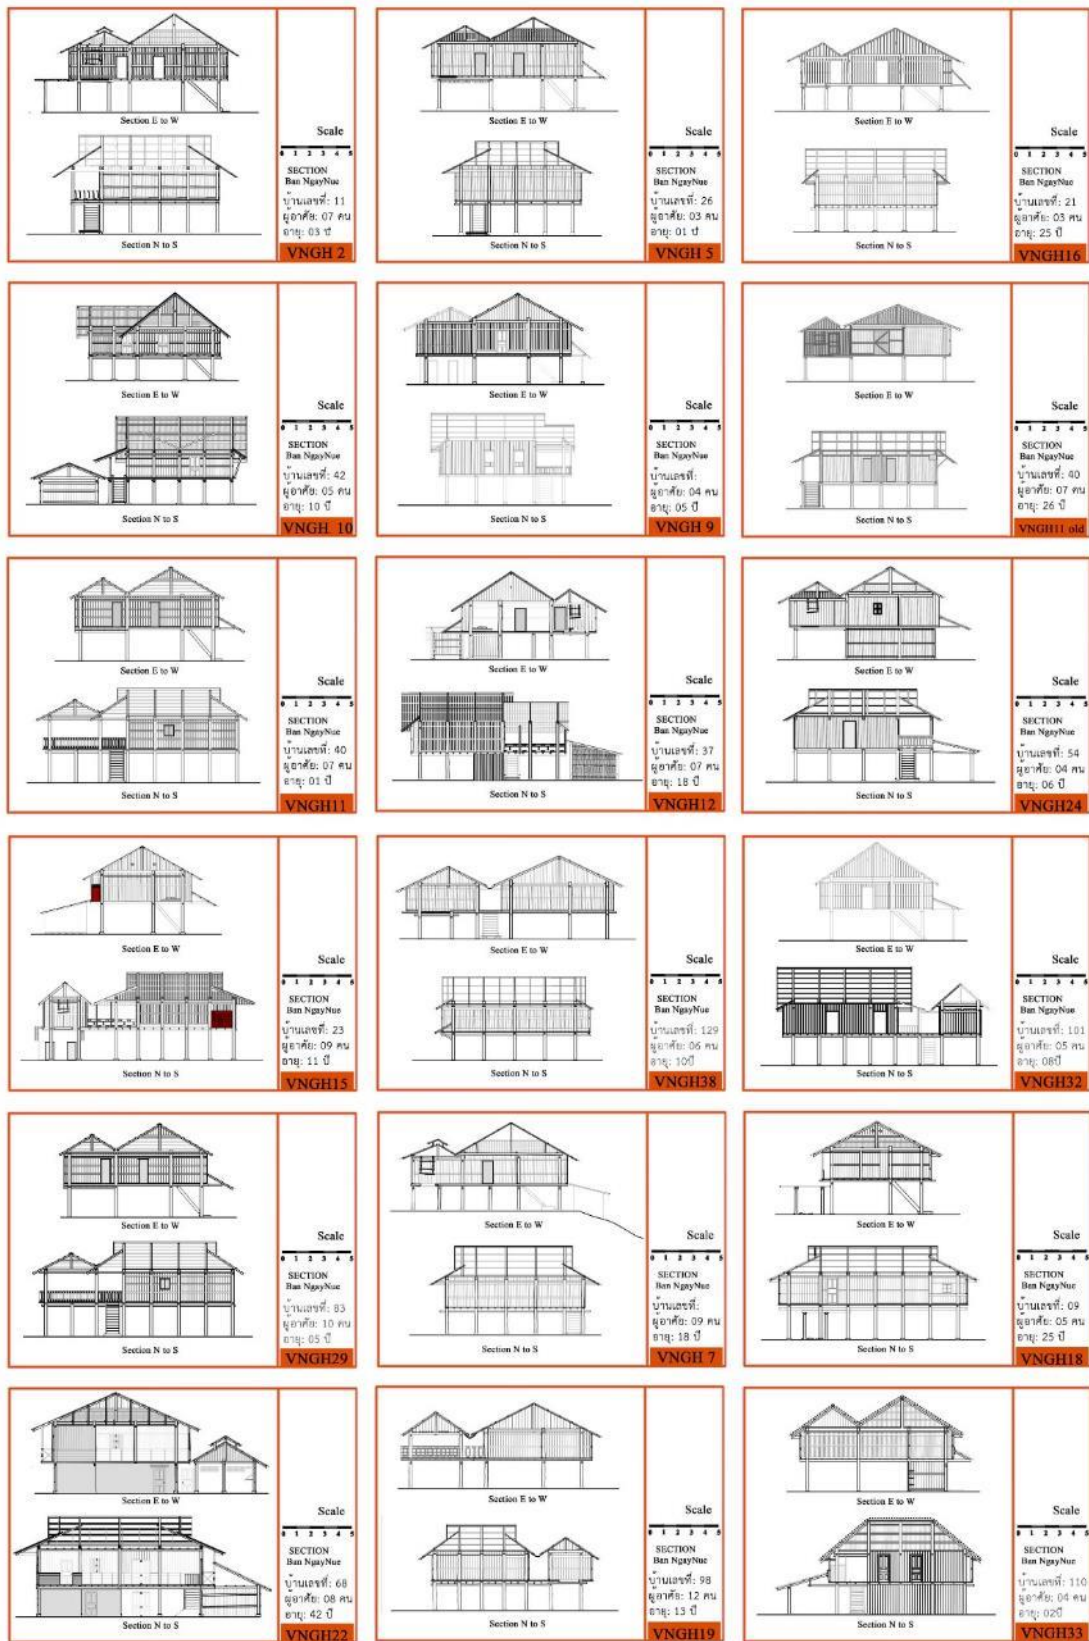 Section E to W
Section N to S
Scale
0 1 2 3 4 5
SECTION
Ban NgayNue
บ้านเลขที่: 11
ผู้อาศัย: 07 คน
อายุ: 03 ปี
VNGH 2
Section E to W
Section N to S
Scale
0 1 2 3 4 5
SECTION
Ban NgayNue
บ้านเลขที่: 26
ผู้อาศัย: 03 คน
อายุ: 01 ปี
VNGH 5
Section E to W
Section N to S
Scale
0 1 2 3 4 5
SECTION
Ban NgayNue
บ้านเลขที่: 21
ผู้อาศัย: 03 คน
อายุ: 25 ปี
VNGH16
Section E to W
Section N to S
Scale
0 1 2 3 4 5
SECTION
Ban NgayNue
บ้านเลขที่: 42
ผู้อาศัย: 05 คน
อายุ: 10 ปี
VNGH 10
Section E to W
Section N to S
Scale
0 1 2 3 4 5
SECTION
Ban NgayNue
บ้านเลขที่:
ผู้อาศัย: 04 คน
อายุ: 05 ปี
VNGH 9
Section E to W
Section N to S
Scale
0 1 2 3 4 5
SECTION
Ban NgayNue
บ้านเลขที่: 40
ผู้อาศัย: 07 คน
อายุ: 26 ปี
VNGH11 old
Section E to W
Section N to S
Scale
0 1 2 3 4 5
SECTION
Ban NgayNue
บ้านเลขที่: 40
ผู้อาศัย: 07 คน
อายุ: 01 ปี
VNGH11
Section E to W
Section N to S
Scale
0 1 2 3 4 5
SECTION
Ban NgayNue
บ้านเลขที่: 37
ผู้อาศัย: 07 คน
อายุ: 18 ปี
VNGH12
Section E to W
Section N to S
Scale
0 1 2 3 4 5
SECTION
Ban NgayNue
บ้านเลขที่: 54
ผู้อาศัย: 04 คน
อายุ: 06 ปี
VNGH24
Section E to W
Section N to S
Scale
0 1 2 3 4 5
SECTION
Ban NgayNue
บ้านเลขที่: 23
ผู้อาศัย: 09 คน
อายุ: 11 ปี
VNGH15
Section E to W
Section N to S
Scale
0 1 2 3 4 5
SECTION
Ban NgayNue
บ้านเลขที่: 129
ผู้อาศัย: 06 คน
อายุ: 10ปี
VNGH38
Section E to W
Section N to S
Scale
0 1 2 3 4 5
SECTION
Ban NgayNue
บ้านเลขที่: 101
ผู้อาศัย: 05 คน
อายุ: 08ปี
VNGH32
Section E to W
Section N to S
Scale
0 1 2 3 4 5
SECTION
Ban NgayNue
บ้านเลขที่: 83
ผู้อาศัย: 10 คน
อายุ: 05 ปี
VNGH29
Section E to W
Section N to S
Scale
0 1 2 3 4 5
SECTION
Ban NgayNue
บ้านเลขที่:
ผู้อาศัย: 09 คน
อายุ: 18 ปี
VNGH 7
Section E to W
Section N to S
Scale
0 1 2 3 4 5
SECTION
Ban NgayNue
บ้านเลขที่: 09
ผู้อาศัย: 05 คน
อายุ: 25 ปี
VNGH18
Section E to W
Section N to S
Scale
0 1 2 3 4 5
SECTION
Ban NgayNue
บ้านเลขที่: 68
ผู้อาศัย: 08 คน
อายุ: 42 ปี
VNGH22
Section E to W
Section N to S
Scale
0 1 2 3 4 5
SECTION
Ban NgayNue
บ้านเลขที่: 98
ผู้อาศัย: 12 คน
อายุ: 13 ปี
VNGH19
Section E to W
Section N to S
Scale
0 1 2 3 4 5
SECTION
Ban NgayNue
บ้านเลขที่: 110
ผู้อาศัย: 04 คน
อายุ: 02ปี
VNGH33